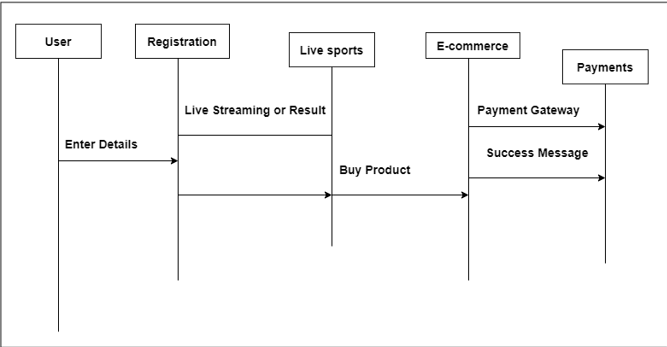 User
Registration
Live sports
E-commerce
Payments
Live Streaming or Result
Payment Gateway
Enter Details
Success Message
Buy Product